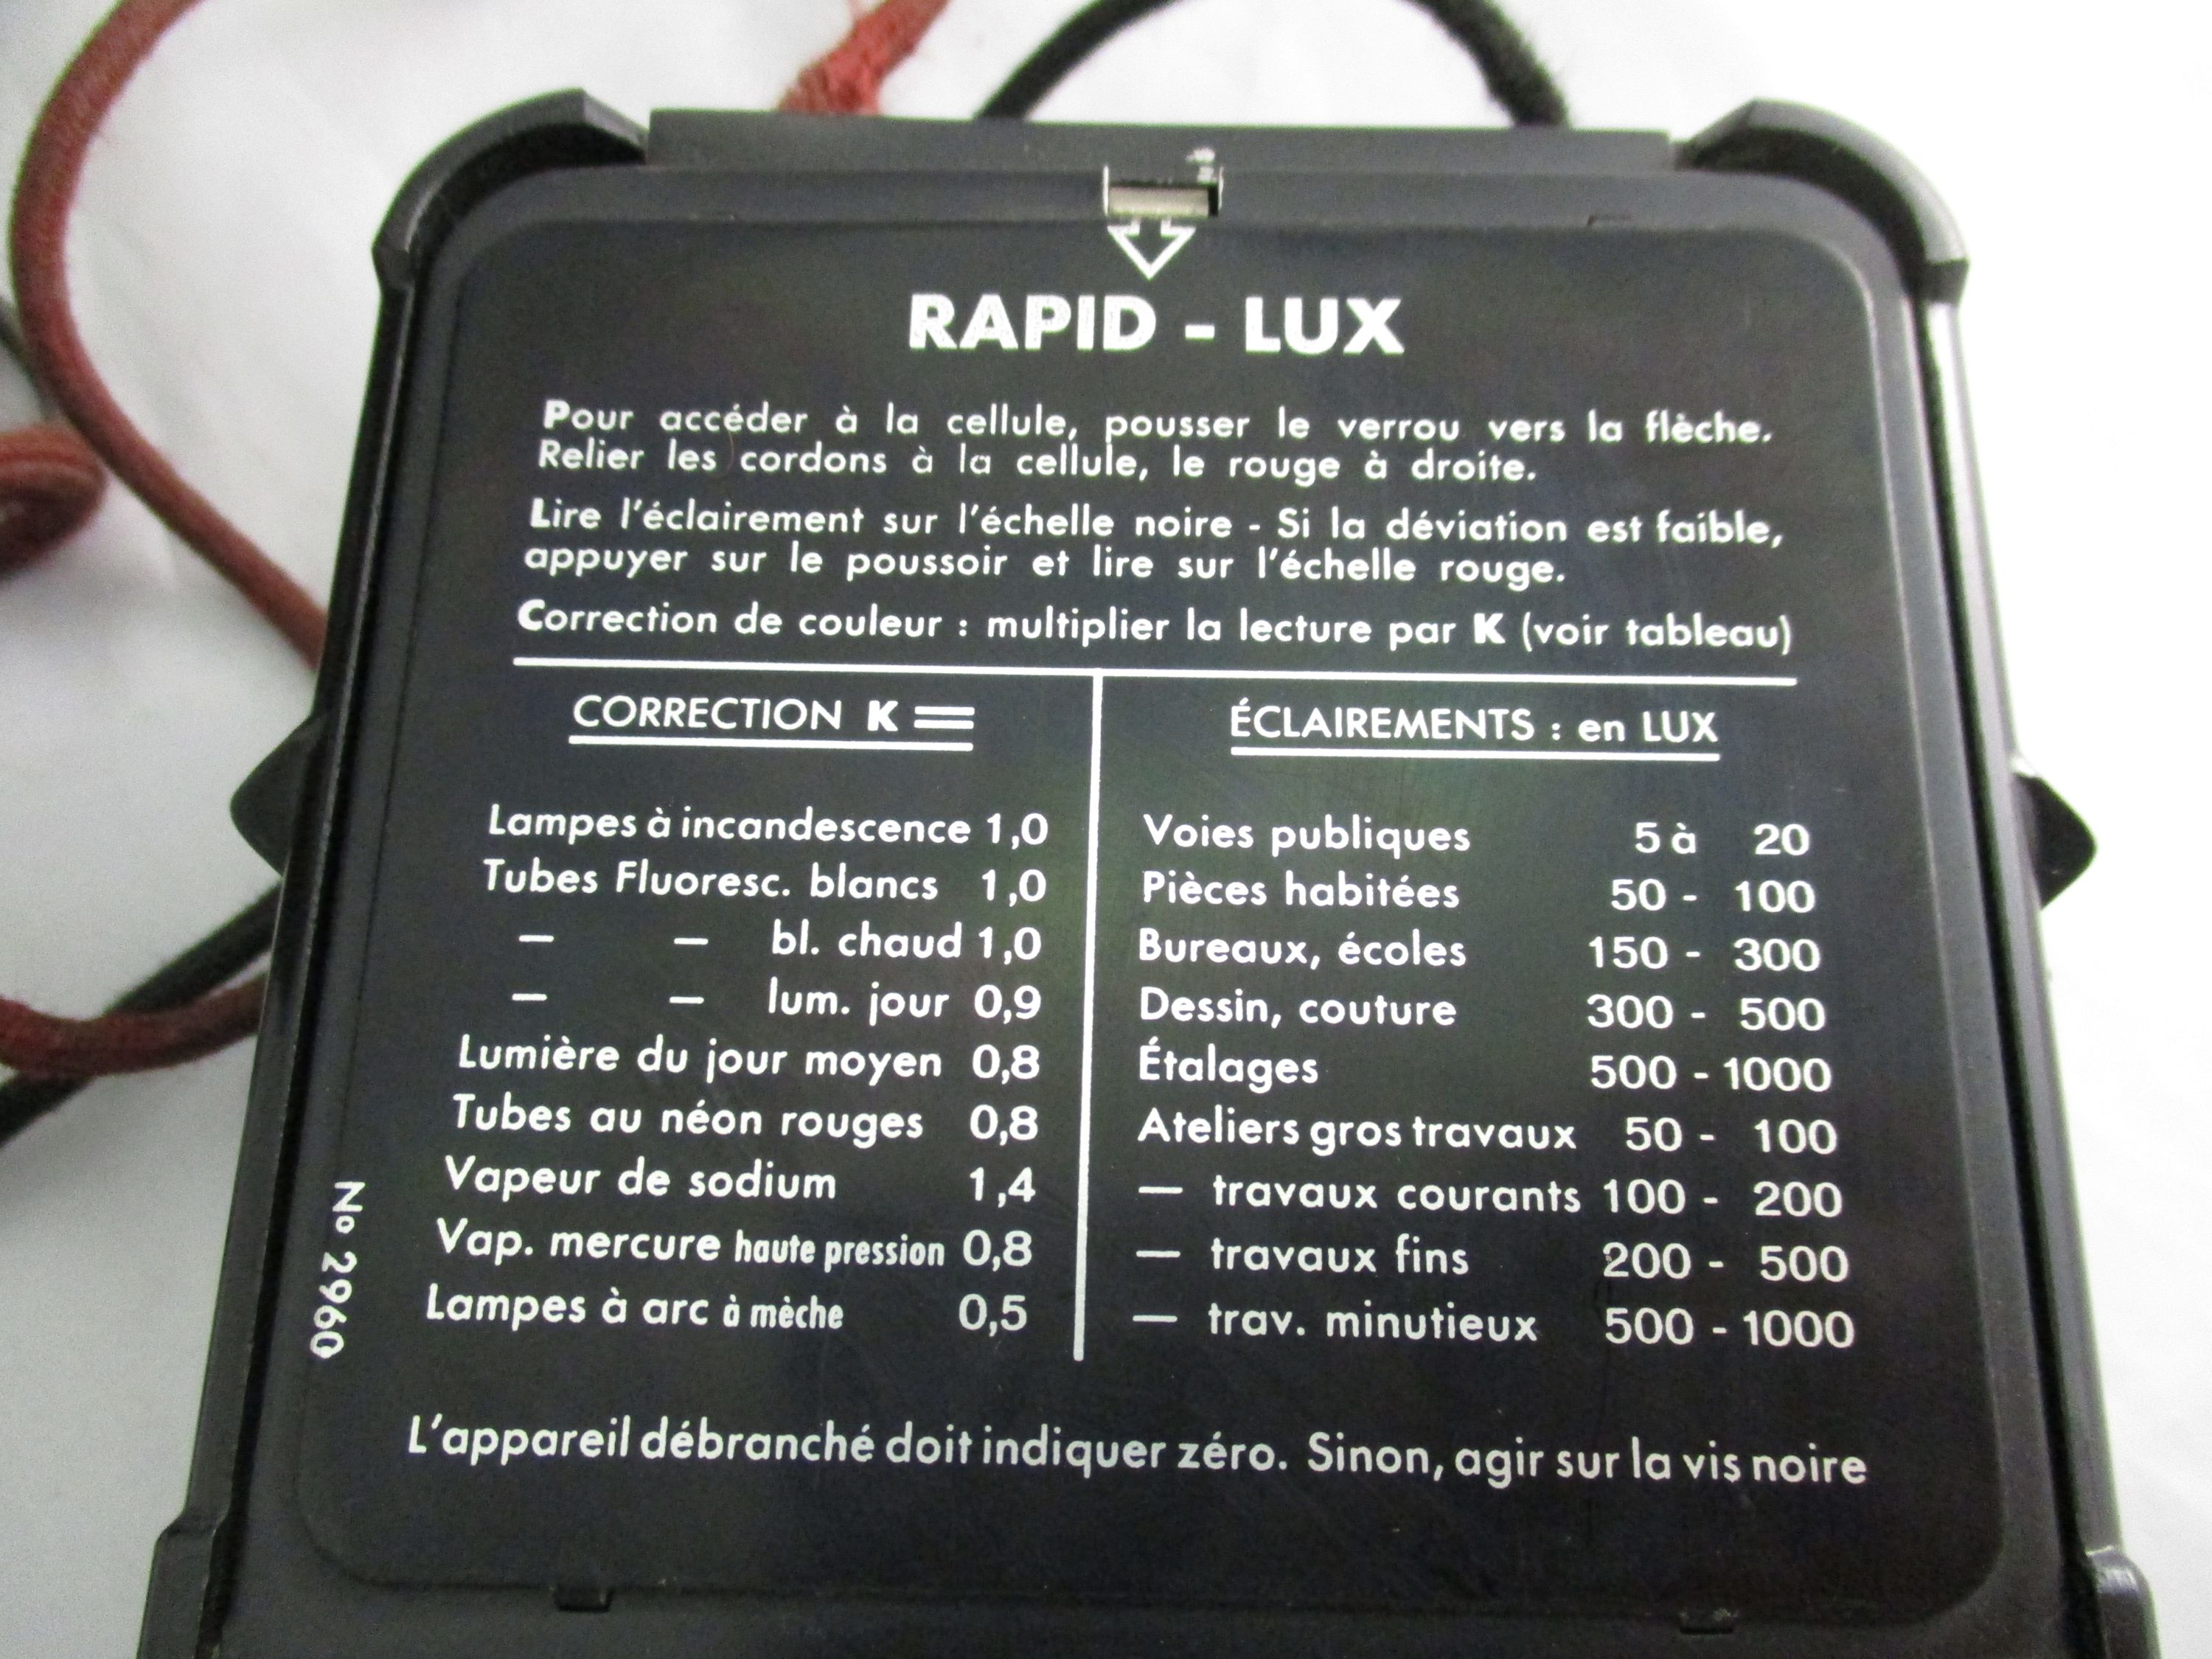 RAPID - LUX
Pour accéder à la cellule, pousser le verrou vers la flèche.
Relier les cordons à la cellule, le rouge à droite.
Lire l'éclairement sur l'échelle noire - Si la déviation est faible,
appuyer sur le poussoir et lire sur l'échelle rouge.
Correction de couleur : multiplier la lecture par K (voir tableau)
CORRECTION K =
Lampes à incandescence 1,0
Tubes Fluoresc. blancs 1,0
— — bl. chaud 1,0
— — lum. jour 0,9
Lumière du jour moyen 0,8
Tubes au néon rouges 0,8
Vapeur de sodium 1,4
Vap. mercure haute pression 0,8
Lampes à arc à mèche 0,5
ÉCLAIREMENTS : en LUX
Voies publiques 5 à 20
Pièces habitées 50 - 100
Bureaux, écoles 150 - 300
Dessin, couture 300 - 500
Étalages 500 - 1000
Ateliers gros travaux 50 - 100
— travaux courants 100 - 200
— travaux fins 200 - 500
— trav. minutieux 500 - 1000
L'appareil débranché doit indiquer zéro. Sinon, agir sur la vis noire
No 2960